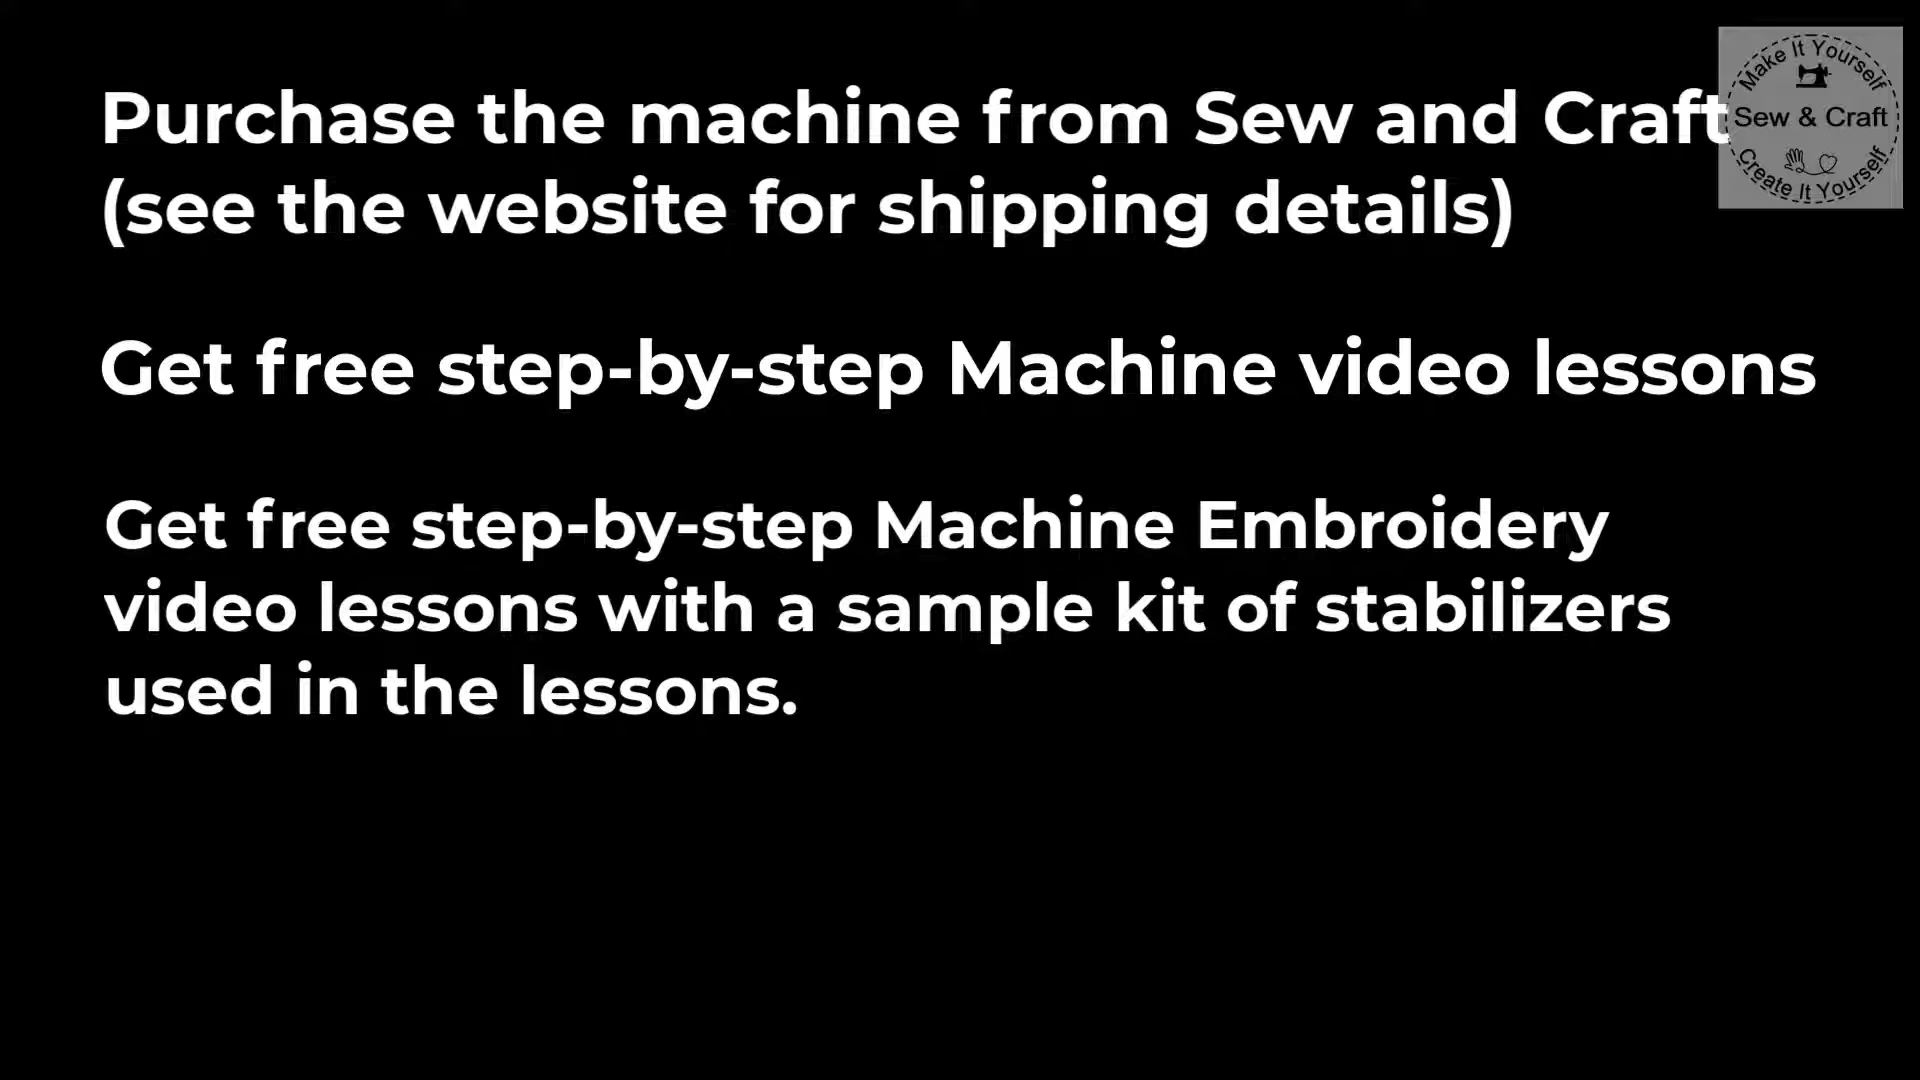 Purchase the machine from Sew and Craft
(see the website for shipping details)
Make It Yourself
Sew & Craft
Create It Yourself
Get free step-by-step Machine video lessons
Get free step-by-step Machine Embroidery
video lessons with a sample kit of stabilizers
used in the lessons.